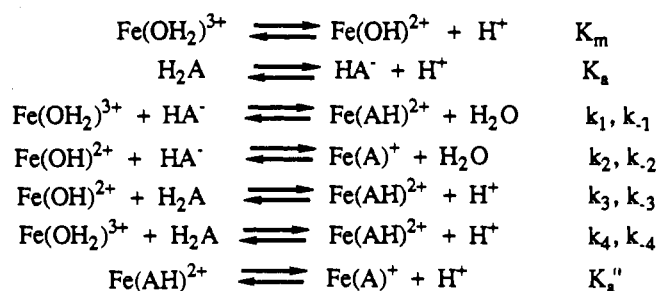 Fe(OH₂)³⁺ ⇌ Fe(OH)²⁺ + H⁺ Kₘ
H₂A ⇌ HA⁻ + H⁺ Kₐ
Fe(OH₂)³⁺ + HA⁻ ⇌ Fe(AH)²⁺ + H₂O k₁, k₋₁
Fe(OH)²⁺ + HA⁻ ⇌ Fe(A)⁺ + H₂O k₂, k₋₂
Fe(OH)²⁺ + H₂A ⇌ Fe(AH)²⁺ + H⁺ k₃, k₋₃
Fe(OH₂)³⁺ + H₂A ⇌ Fe(AH)²⁺ + H⁺ k₄, k₋₄
Fe(AH)²⁺ ⇌ Fe(A)⁺ + H⁺ Kₐ"